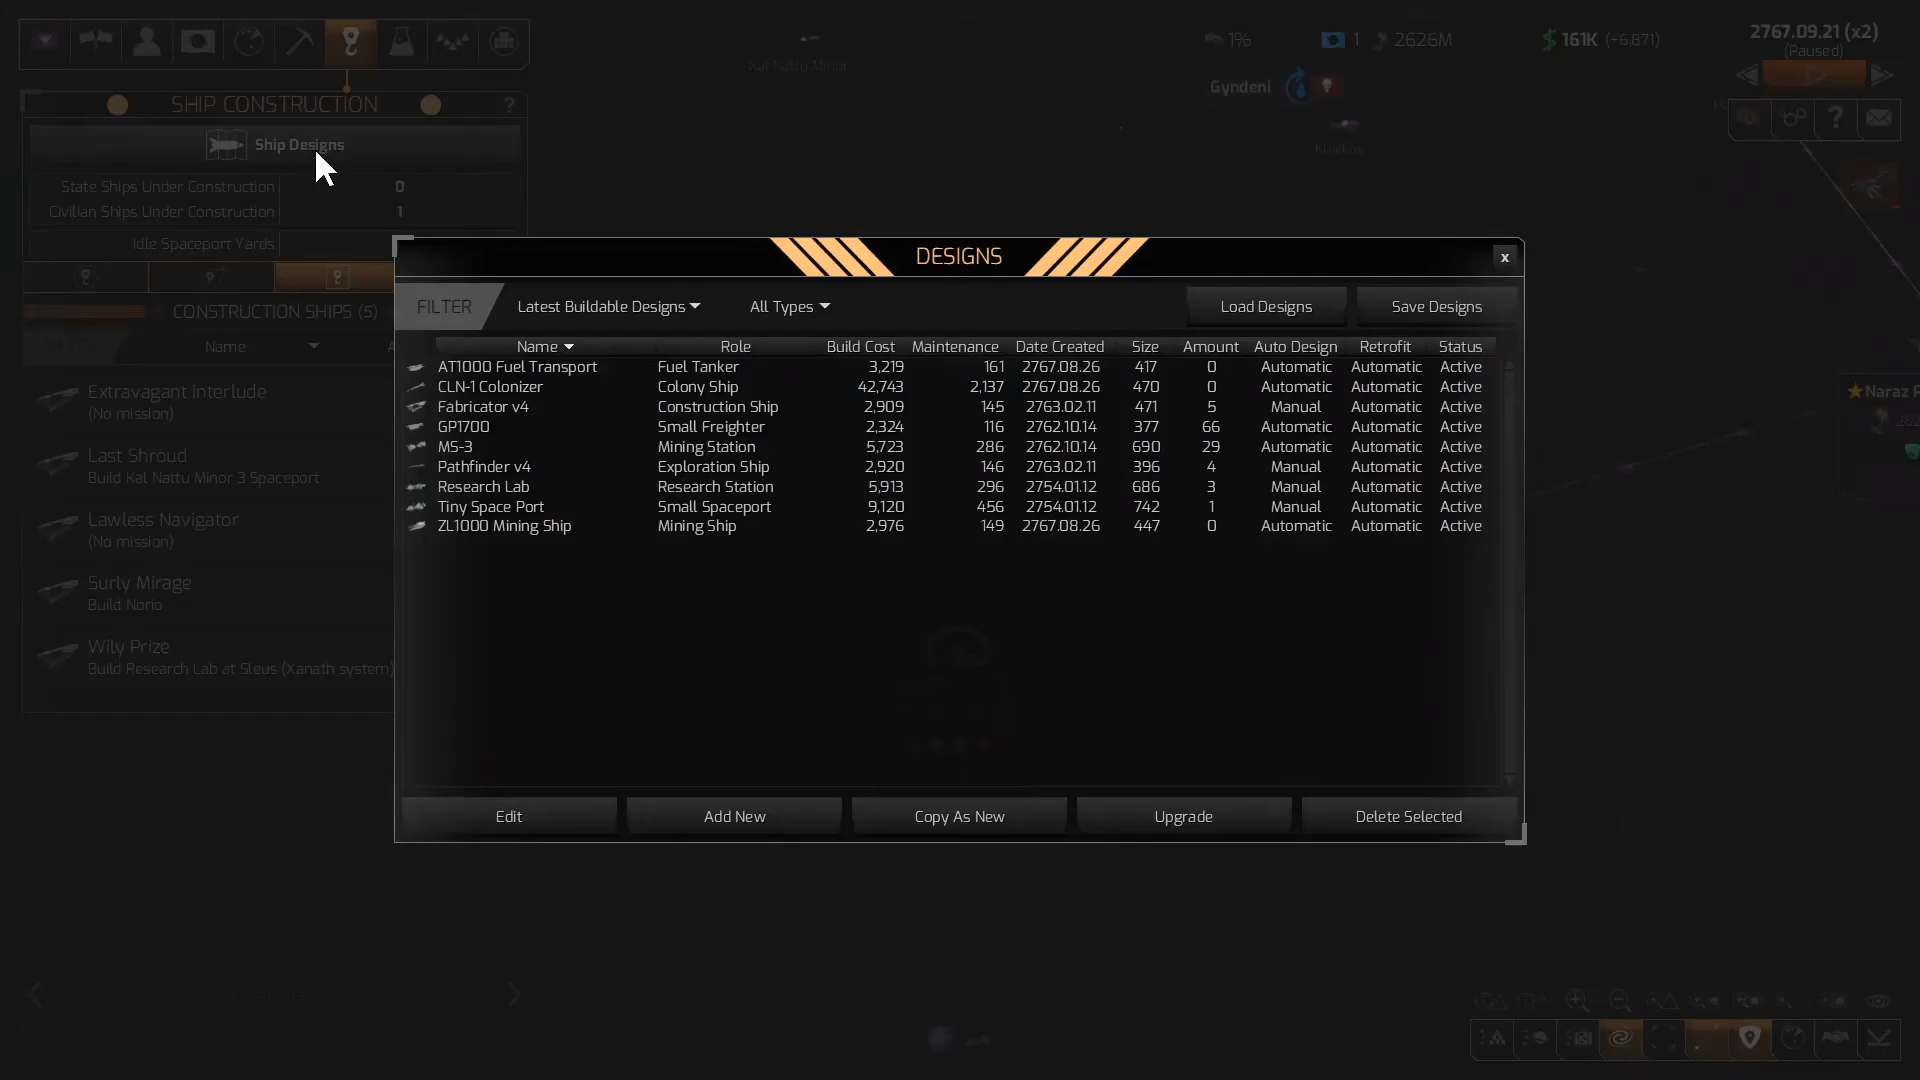 1%
1
2626M
161K (+6,871)
2767.09.21 (x2)
(Paused)
Kal Nattu Minor
Gyndeni
SHIP CONSTRUCTION
?
?
Ship Designs
State Ships Under Construction 0
Civilian Ships Under Construction 1
Idle Spaceport Yards
CONSTRUCTION SHIPS (5)
Name
Extravagant Interlude
(No mission)
Last Shroud
Build Kal Nattu Minor 3 Spaceport
Lawless Navigator
(No mission)
Surly Mirage
Build Norio
Wily Prize
Build Research Lab at Sleus (Xanath system)
Naraz
DESIGNS
x
FILTER Latest Buildable Designs All Types Load Designs Save Designs
Name Role Build Cost Maintenance Date Created Size Amount Auto Design Retrofit Status
AT1000 Fuel Transport Fuel Tanker 3,219 161 2767.08.26 417 0 Automatic Automatic Active
CLN-1 Colonizer Colony Ship 42,743 2,137 2767.08.26 470 0 Automatic Automatic Active
Fabricator v4 Construction Ship 2,909 145 2763.02.11 471 5 Manual Automatic Active
GP1700 Small Freighter 2,324 116 2762.10.14 377 66 Automatic Automatic Active
MS-3 Mining Station 5,723 286 2762.10.14 690 29 Automatic Automatic Active
Pathfinder v4 Exploration Ship 2,920 146 2763.02.11 396 4 Manual Automatic Active
Research Lab Research Station 5,913 296 2754.01.12 686 3 Manual Automatic Active
Tiny Space Port Small Spaceport 9,120 456 2754.01.12 742 1 Manual Automatic Active
ZL1000 Mining Ship Mining Ship 2,976 149 2767.08.26 447 0 Automatic Automatic Active
Edit Add New Copy As New Upgrade Delete Selected